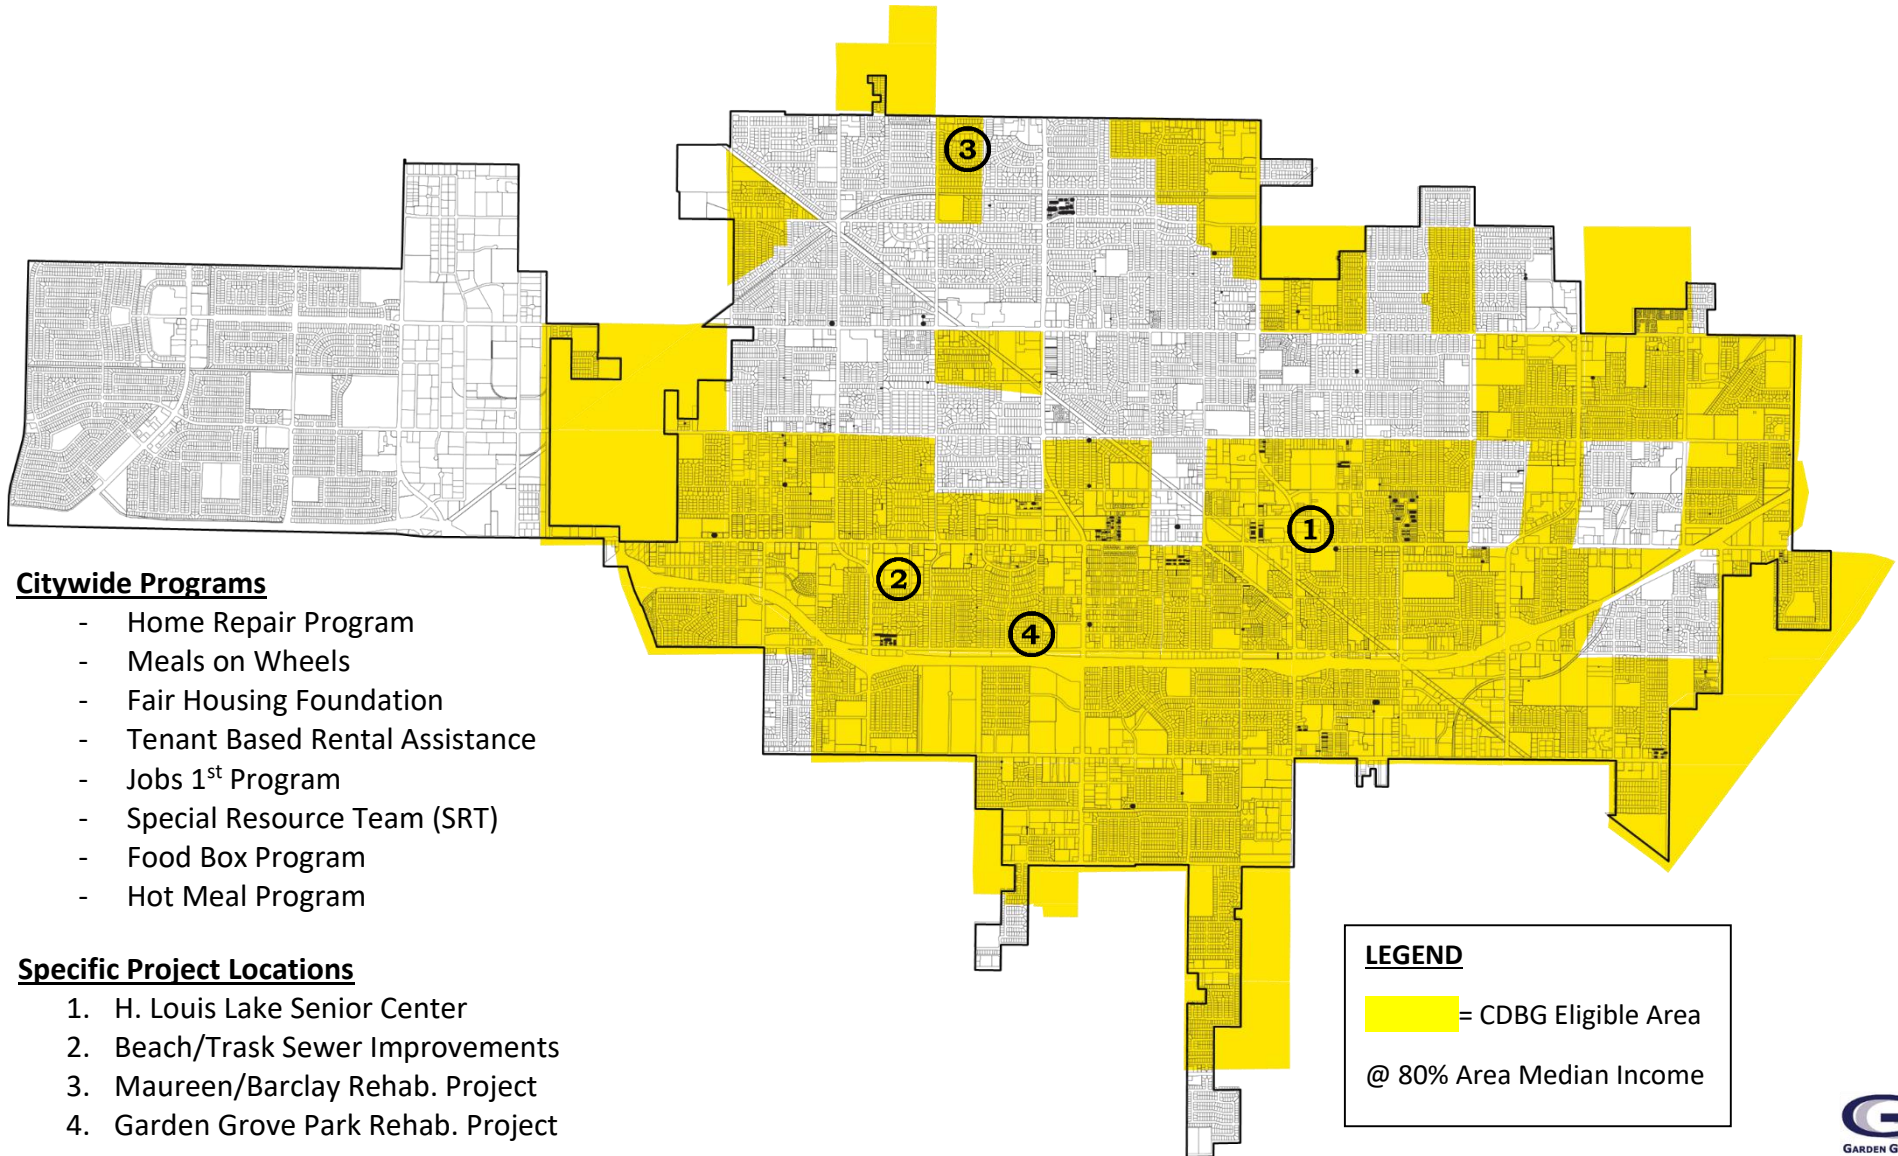 3
1
2
4
Citywide Programs
- Home Repair Program
- Meals on Wheels
- Fair Housing Foundation
- Tenant Based Rental Assistance
- Jobs 1st Program
- Special Resource Team (SRT)
- Food Box Program
- Hot Meal Program
Specific Project Locations
1. H. Louis Lake Senior Center
2. Beach/Trask Sewer Improvements
3. Maureen/Barclay Rehab. Project
4. Garden Grove Park Rehab. Project
LEGEND
= CDBG Eligible Area
@ 80% Area Median Income
GARDEN G